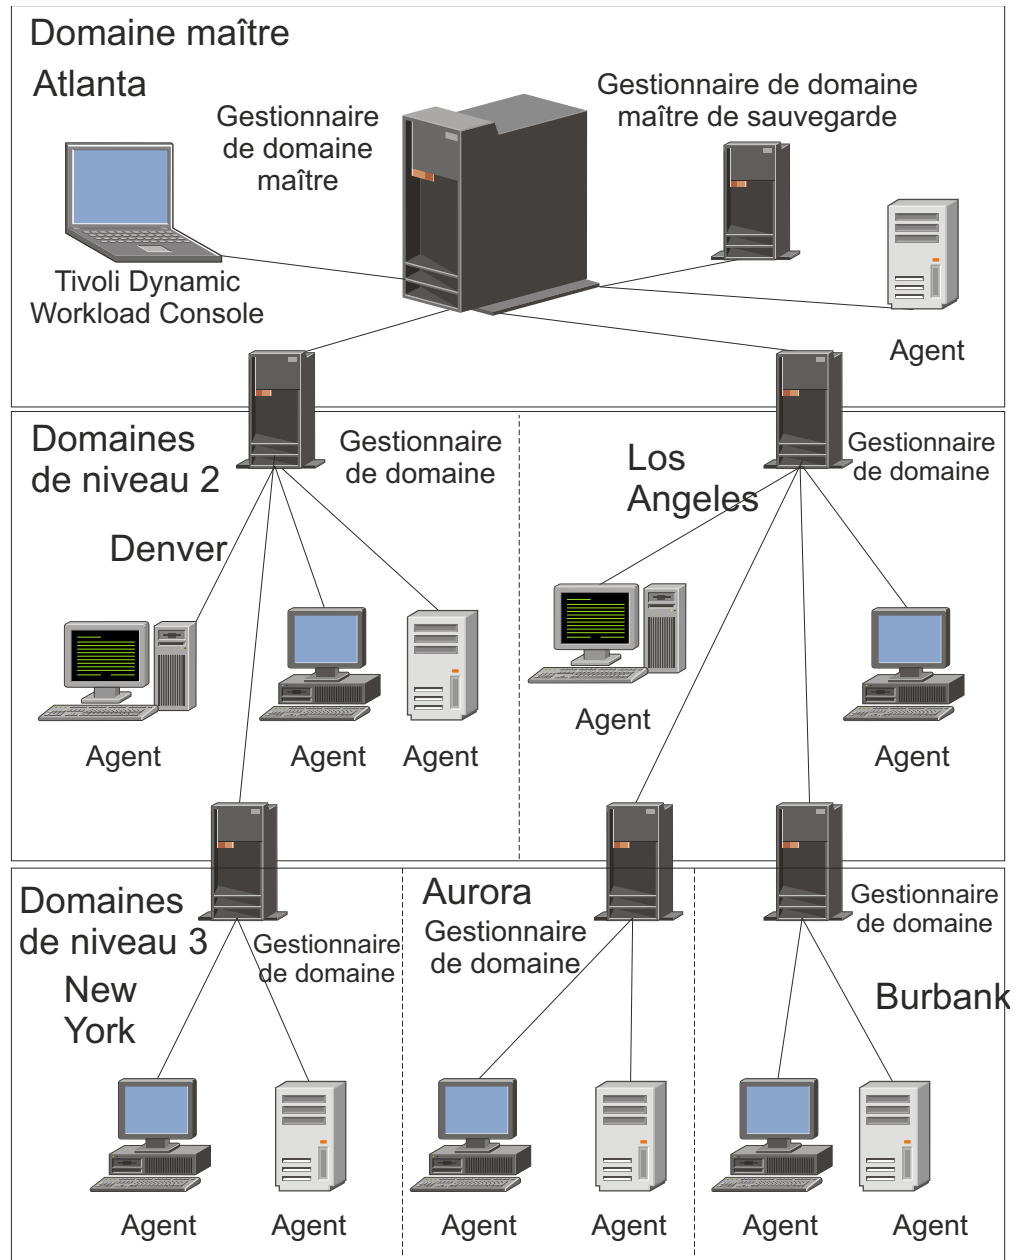 Domaine maître
Atlanta
Gestionnaire
de domaine
maître
Gestionnaire de domaine
maître de sauvegarde
Tivoli Dynamic
Workload Console
Agent
Domaines
de niveau 2
Gestionnaire
de domaine
Denver
Los
Angeles
Gestionnaire
de domaine
Agent
Agent
Agent
Agent
Agent
Domaines
de niveau 3
New
York
Gestionnaire
de domaine
Aurora
Gestionnaire
de domaine
Gestionnaire
de domaine
Burbank
Agent
Agent
Agent
Agent
Agent
Agent